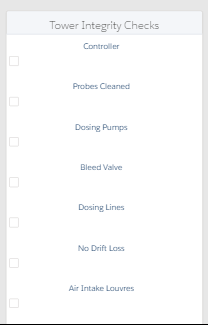 Tower Integrity Checks
Controller
Probes Cleaned
Dosing Pumps
Bleed Valve
Dosing Lines
No Drift Loss
Air Intake Louvres